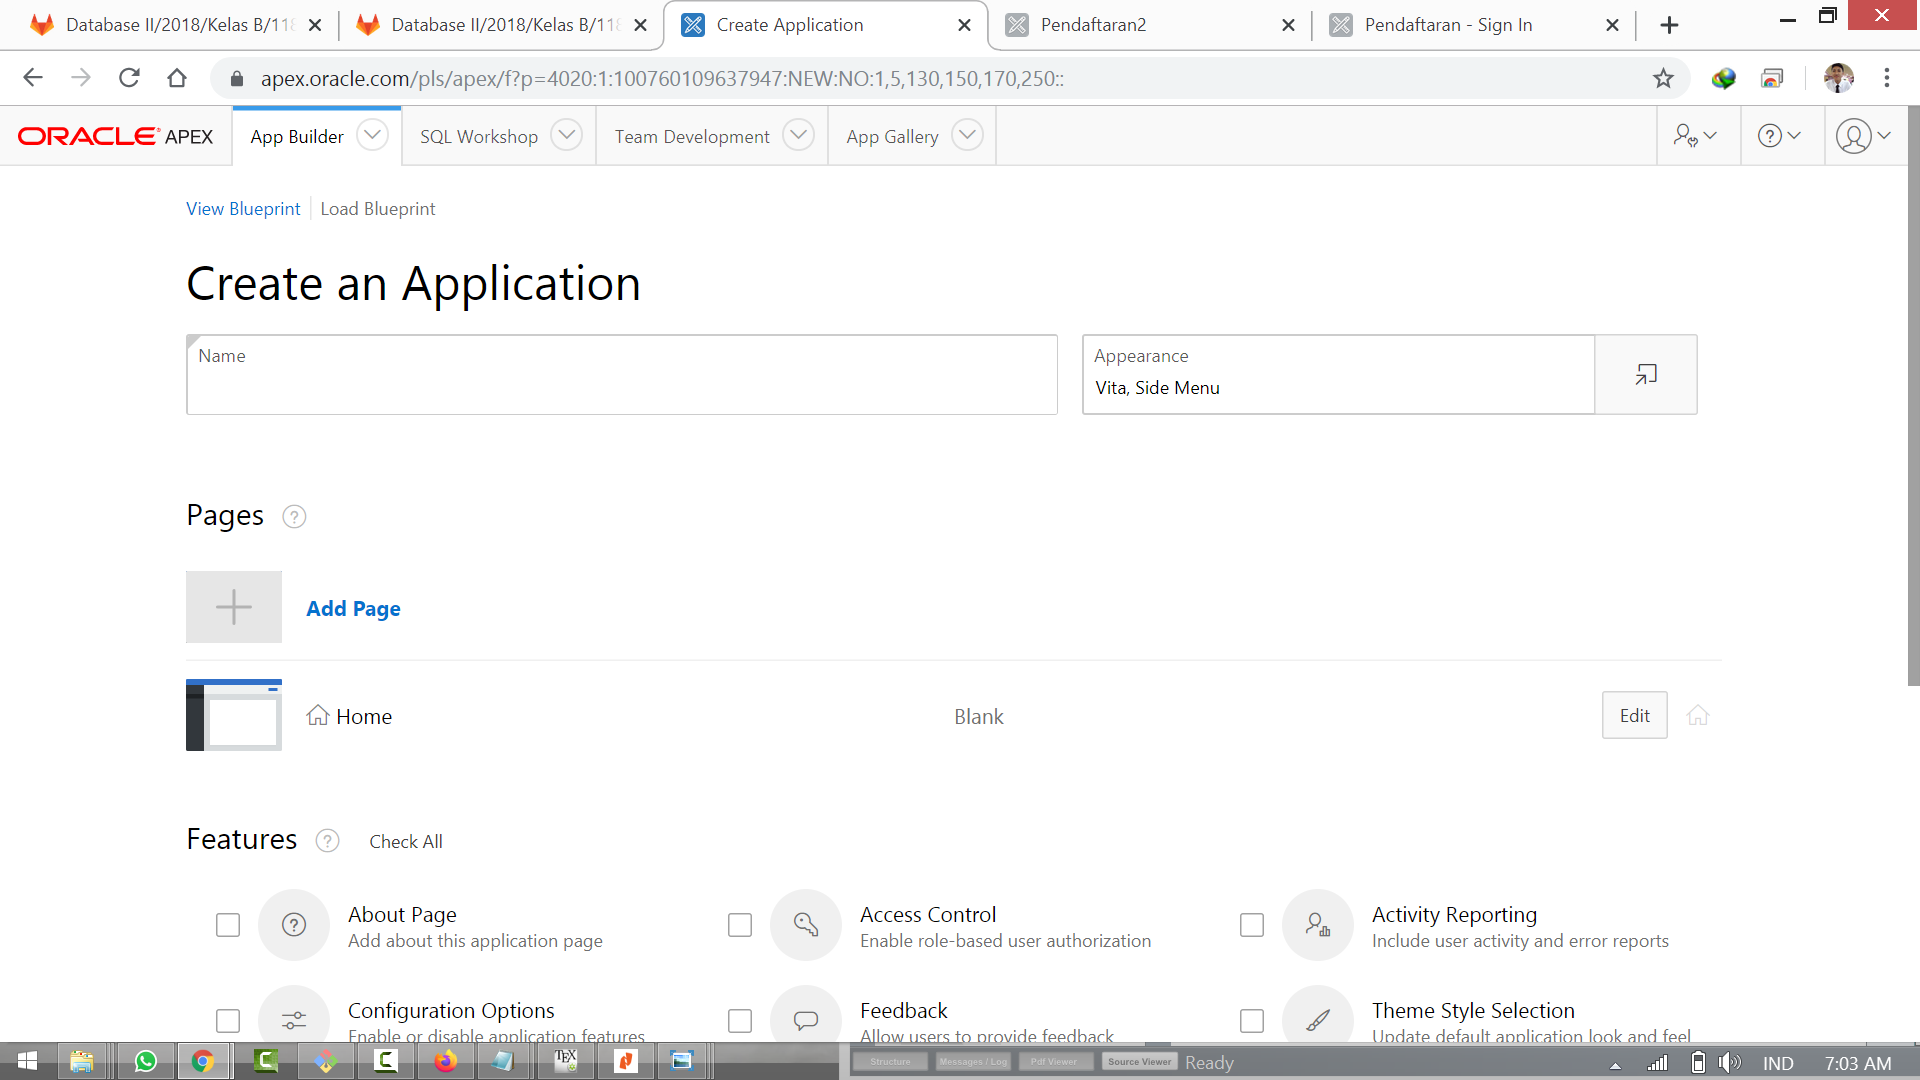 Database II/2018/Kelas B/118
Database II/2018/Kelas B/118
Create Application
Pendaftaran2
Pendaftaran - Sign In
apex.oracle.com/pls/apex/f?p=4020:1:100760109637947:NEW:NO:1,5,130,150,170,250::
ORACLE APEX
App Builder
SQL Workshop
Team Development
App Gallery
View Blueprint
Load Blueprint
Create an Application
Name
Appearance
Vita, Side Menu
Pages
Add Page
Home
Blank
Edit
Features
Check All
About Page
Add about this application page
Access Control
Enable role-based user authorization
Activity Reporting
Include user activity and error reports
Configuration Options
Enable or disable application features
Feedback
Allow users to provide feedback
Theme Style Selection
Update default application look and feel
TEX
Structure
Messages / Log
Pdf Viewer
Source Viewer
Ready
IND
7:03 AM